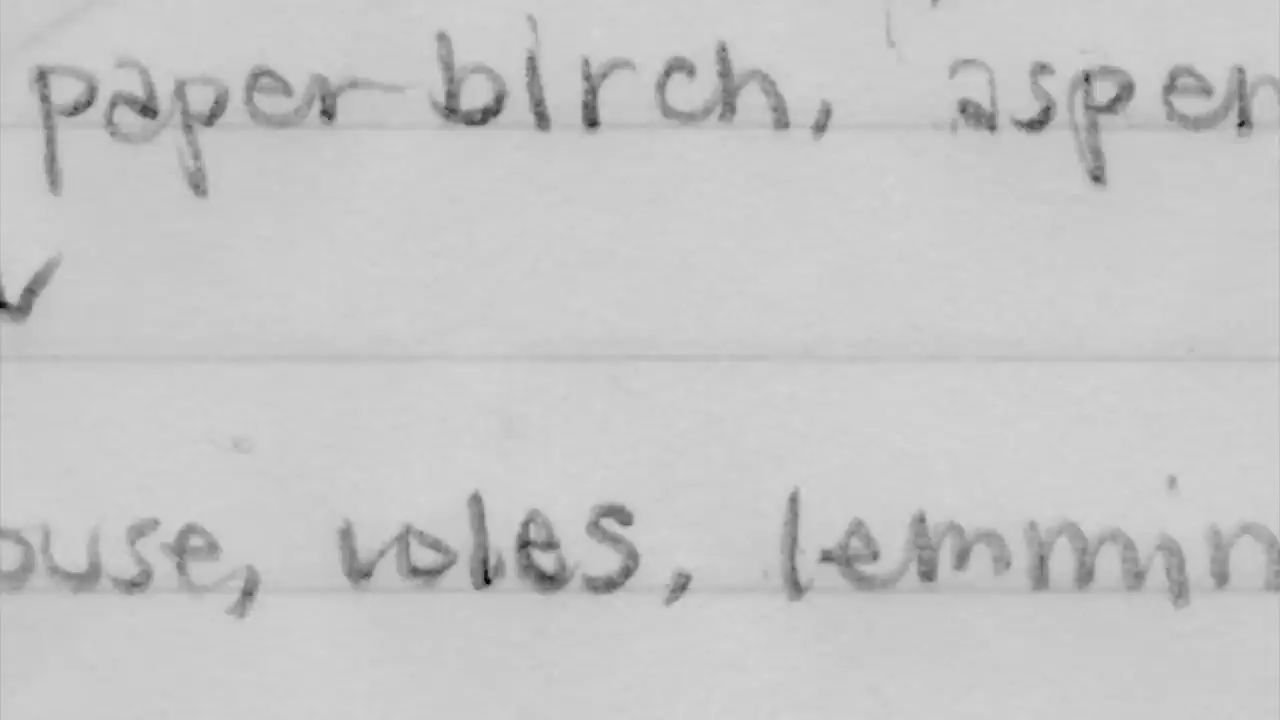 paper birch, aspen
ouse, voles, lemmin